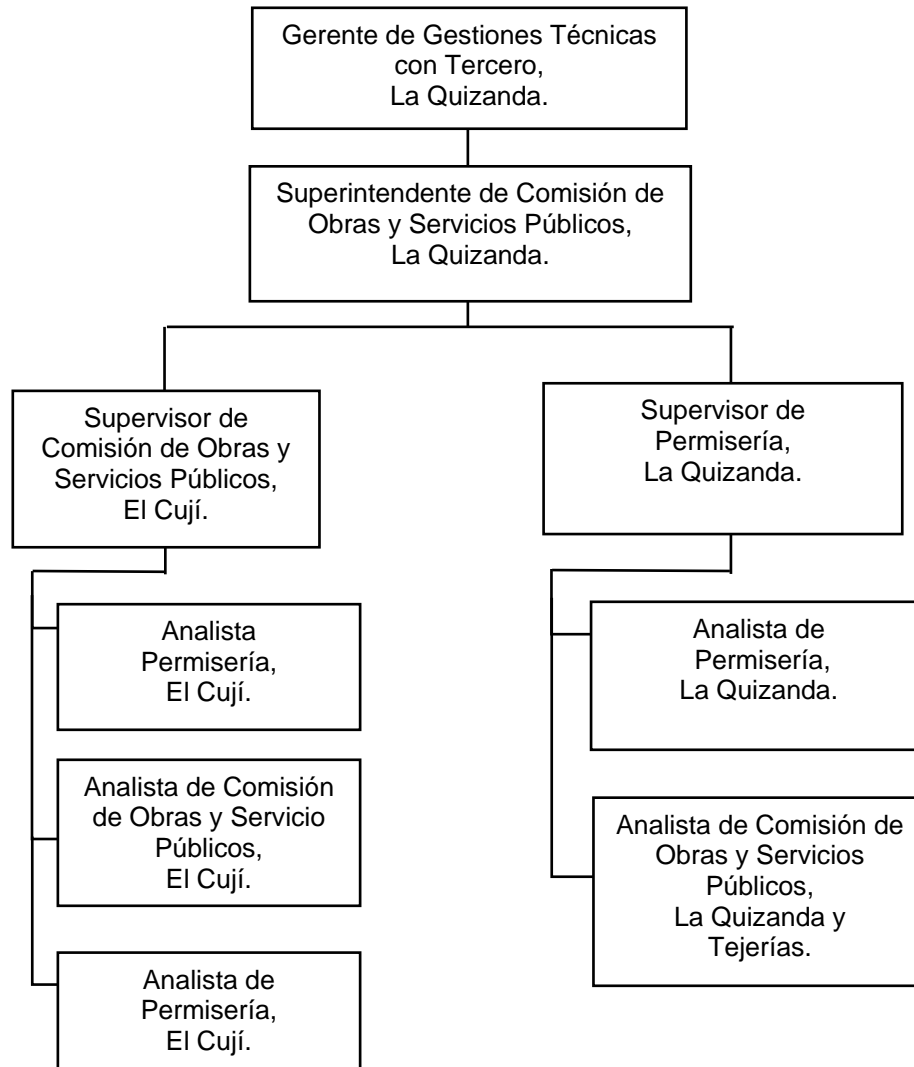 Gerente de Gestiones Técnicas
con Tercero,
La Quizanda.
Superintendente de Comisión de
Obras y Servicios Públicos,
La Quizanda.
Supervisor de
Comisión de Obras y
Servicios Públicos,
El Cují.
Supervisor de
Permisería,
La Quizanda.
Analista
Permisería,
El Cují.
Analista de
Permisería,
La Quizanda.
Analista de Comisión
de Obras y Servicio
Públicos,
El Cují.
Analista de Comisión de
Obras y Servicios
Públicos,
La Quizanda y
Tejerías.
Analista de
Permisería,
El Cují.